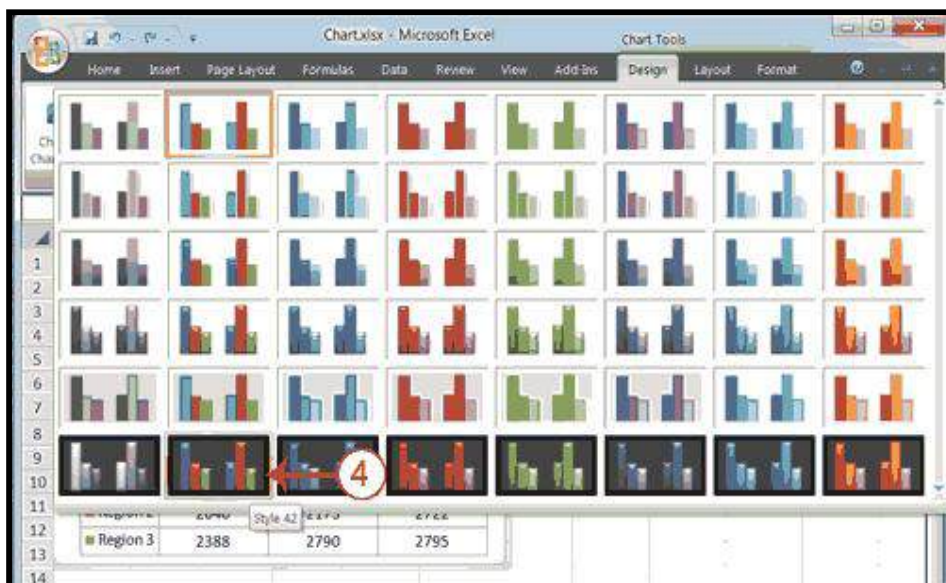 Chart.xlsx - Microsoft Excel
Chart Tools
Home Insert Page Layout Formulas Data Review View Add-Ins Design Layout Format
Ch
Cha
1
2
3
4
5
6
7
8
9
4
10
11
Style 42
12 Region 3 2388 2790 2795
13
14